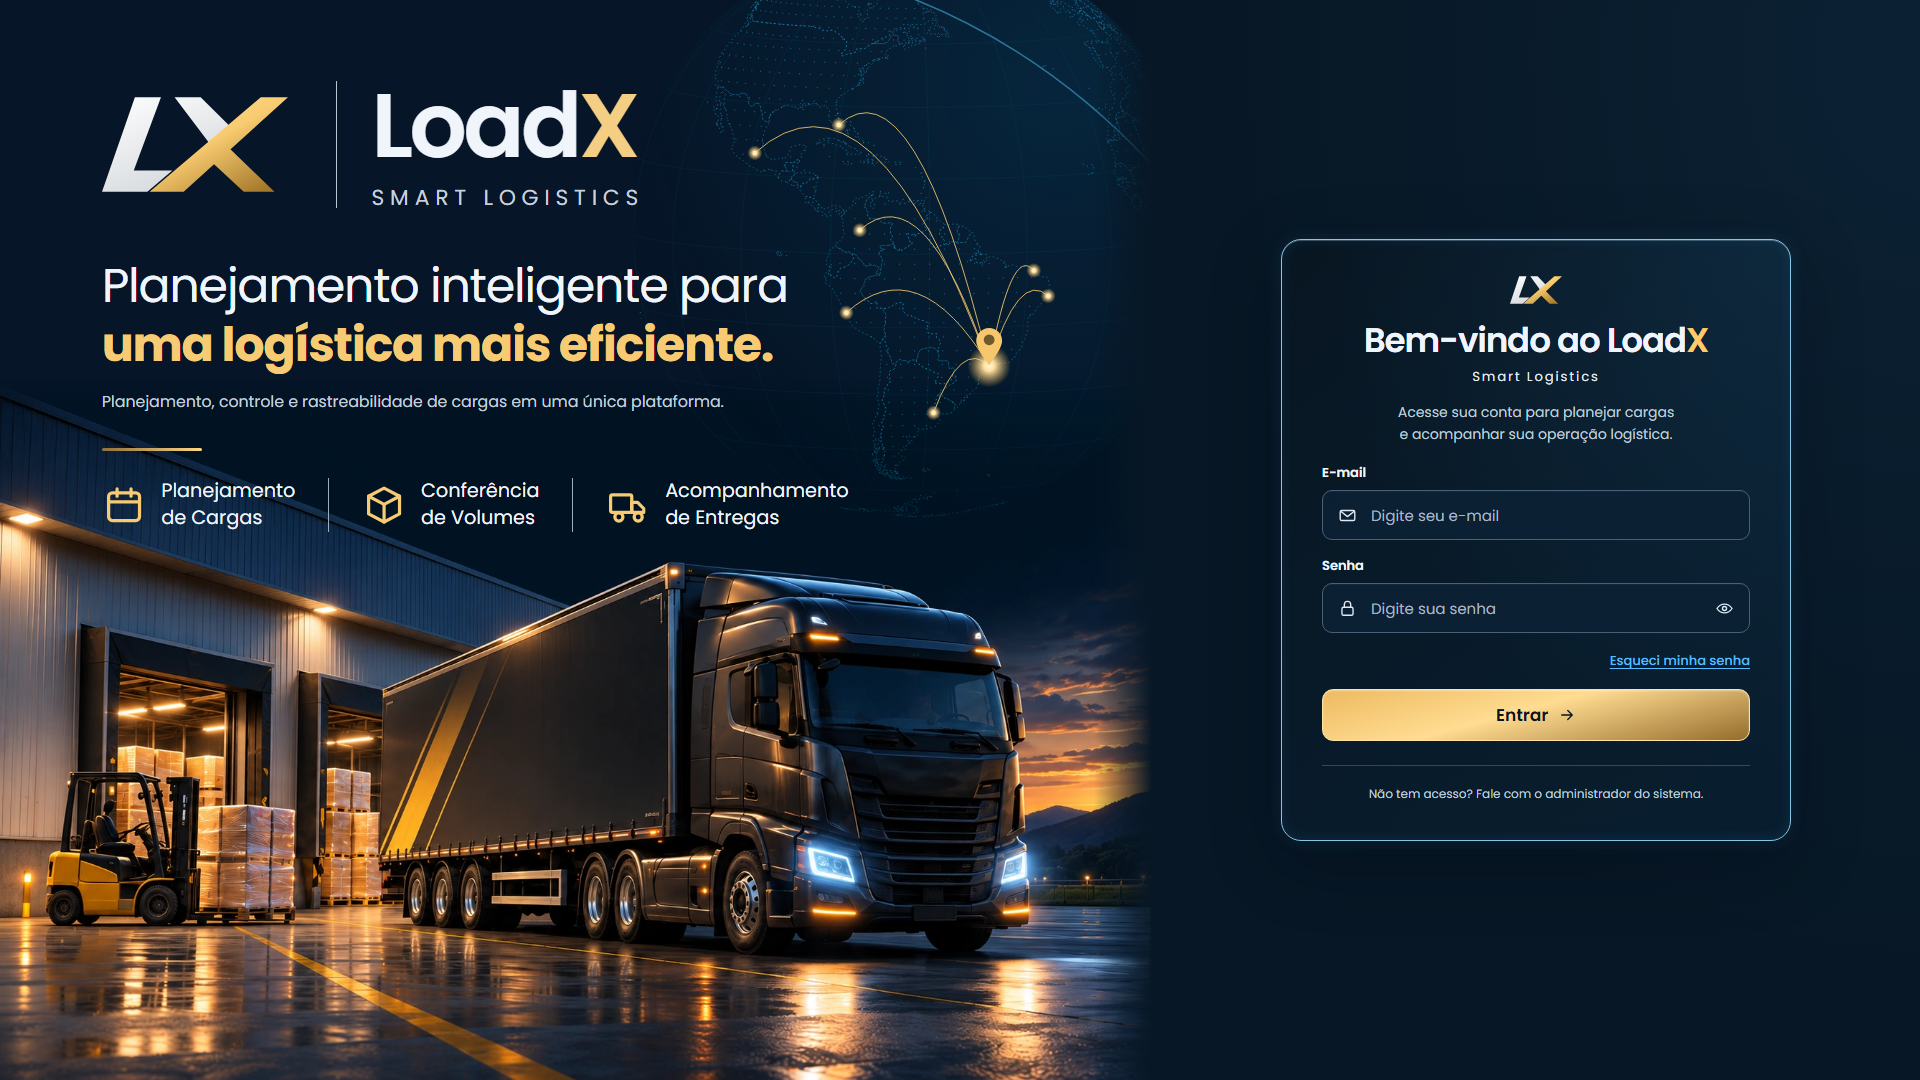 LX
LoadX
SMART LOGISTICS
Planejamento inteligente para
uma logística mais eficiente.
Planejamento, controle e rastreabilidade de cargas em uma única plataforma.
Planejamento
de Cargas
Conferência
de Volumes
Acompanhamento
de Entregas
LX
Bem-vindo ao LoadX
Smart Logistics
Acesse sua conta para planejar cargas
e acompanhar sua operação logística.
E-mail
Digite seu e-mail
Senha
Digite sua senha
Esqueci minha senha
Entrar →
Não tem acesso? Fale com o administrador do sistema.